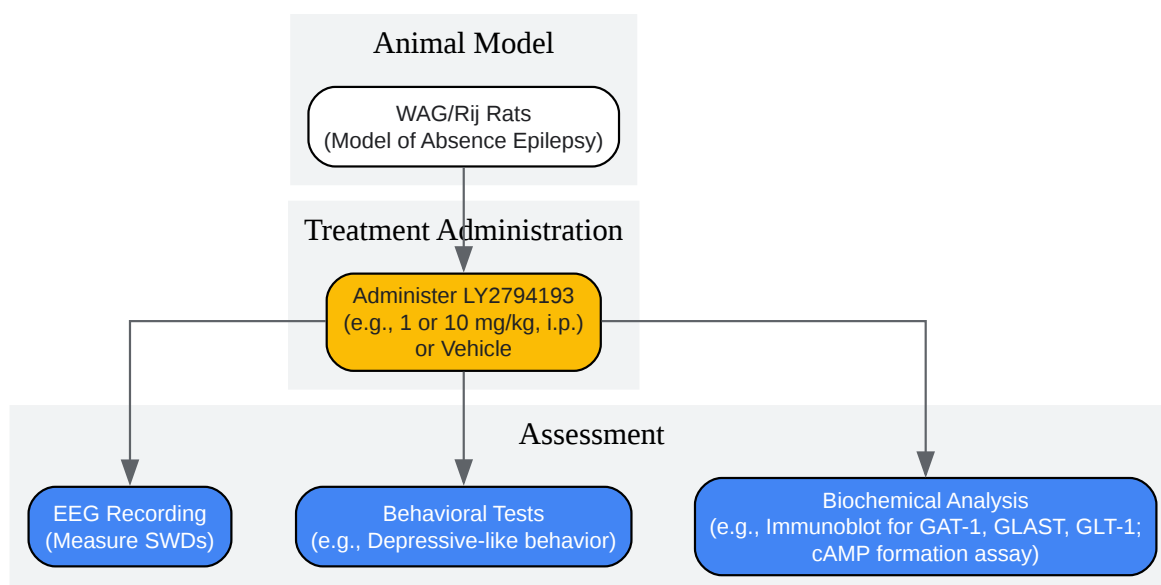 Animal Model
WAG/Rij Rats
(Model of Absence Epilepsy)
Treatment Administration
Administer LY2794193
(e.g., 1 or 10 mg/kg, i.p.)
or Vehicle
Assessment
EEG Recording
(Measure SWDs)
Behavioral Tests
(e.g., Depressive-like behavior)
Biochemical Analysis
(e.g., Immunoblot for GAT-1, GLAST, GLT-1;
cAMP formation assay)